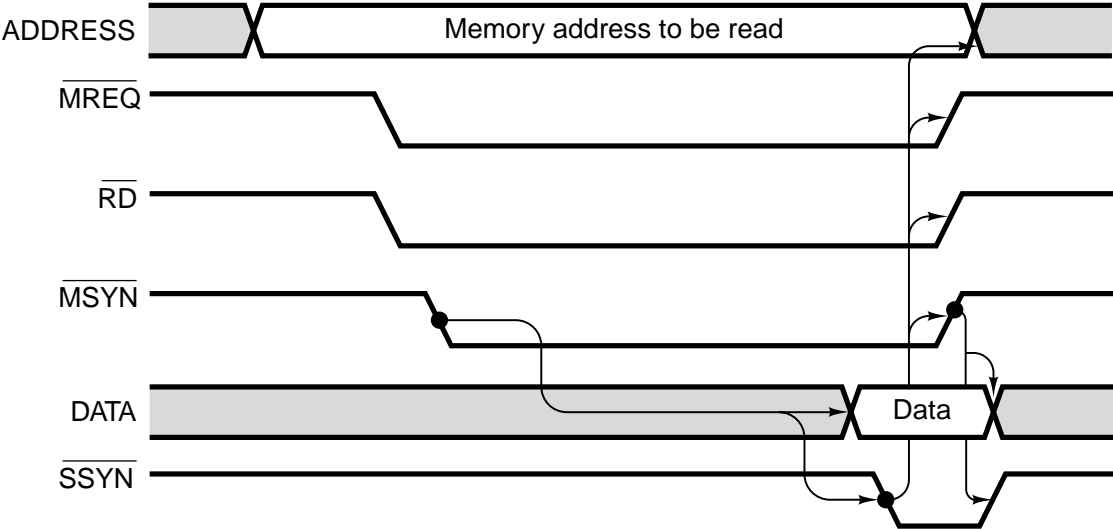 ADDRESS
Memory address to be read
MREQ
RD
MSYN
DATA
Data
SSYN